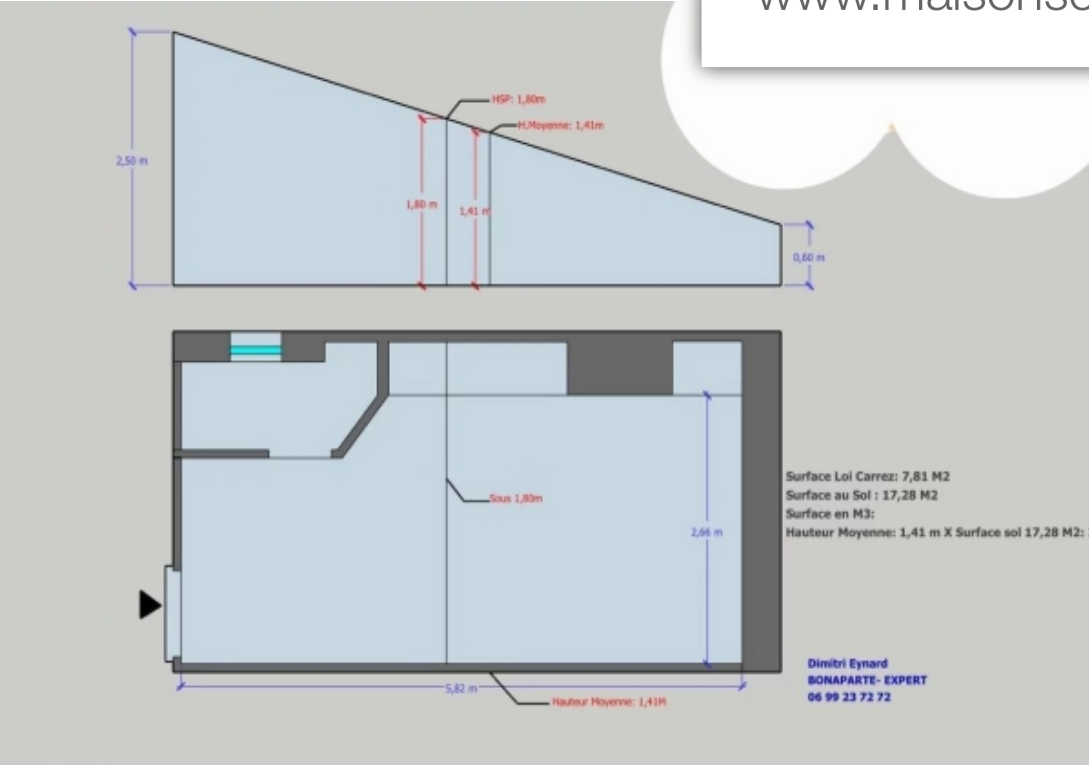 www.maisonse
2,50 m
HSP: 1,80m
H.Moyenne: 1,41m
1,80 m
1,41 m
0,60 m
Sous 1,80m
2,66 m
Surface Loi Carrez: 7,81 M2
Surface au Sol : 17,28 M2
Surface en M3:
Hauteur Moyenne: 1,41 m X Surface sol 17,28 M2:
Dimitri Eynard
BONAPARTE- EXPERT
06 99 23 72 72
5,82 m
Hauteur Moyenne: 1,41M